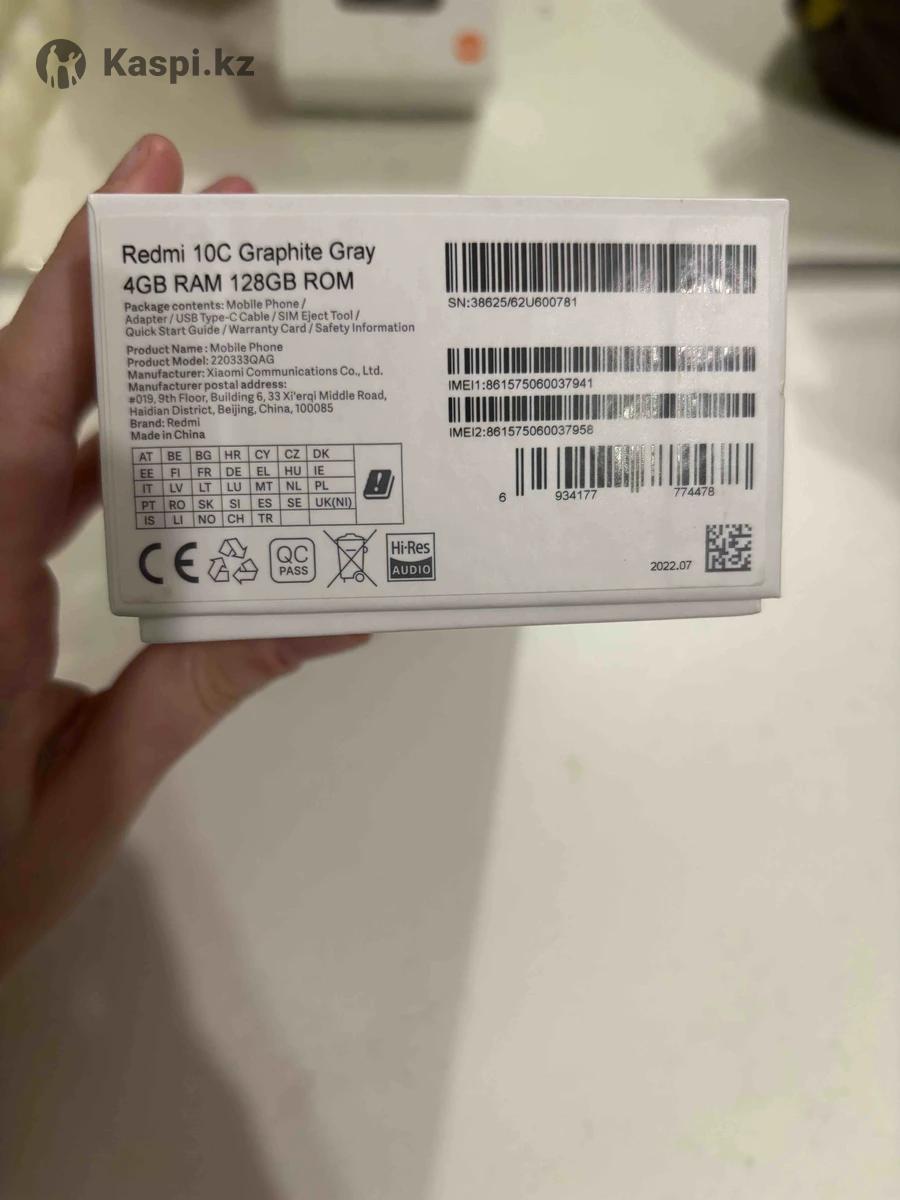 Kaspi.kz
Redmi 10C Graphite Gray
4GB RAM 128GB ROM
Package contents: Mobile Phone /
Adapter / USB Type-C Cable / SIM Eject Tool /
Quick Start Guide / Warranty Card / Safety Information
Product Name : Mobile Phone
Product Model: 220333QAG
Manufacturer: Xiaomi Communications Co., Ltd.
Manufacturer postal address:
#019, 9th Floor, Building 6, 33 Xi'erqi Middle Road,
Haidian District, Beijing, China, 100085
Brand: Redmi
Made in China
AT BE BG HR CY CZ DK
EE FI FR DE EL HU IE
IT LV LT LU MT NL PL
PT RO SK SI ES SE UK(NI)
IS LI NO CH TR
CE
QC
PASS
Hi-Res
AUDIO
SN:38625/62U600781
IMEI1:861575060037941
IMEI2:861575060037958
6 934177 774478
2022.07